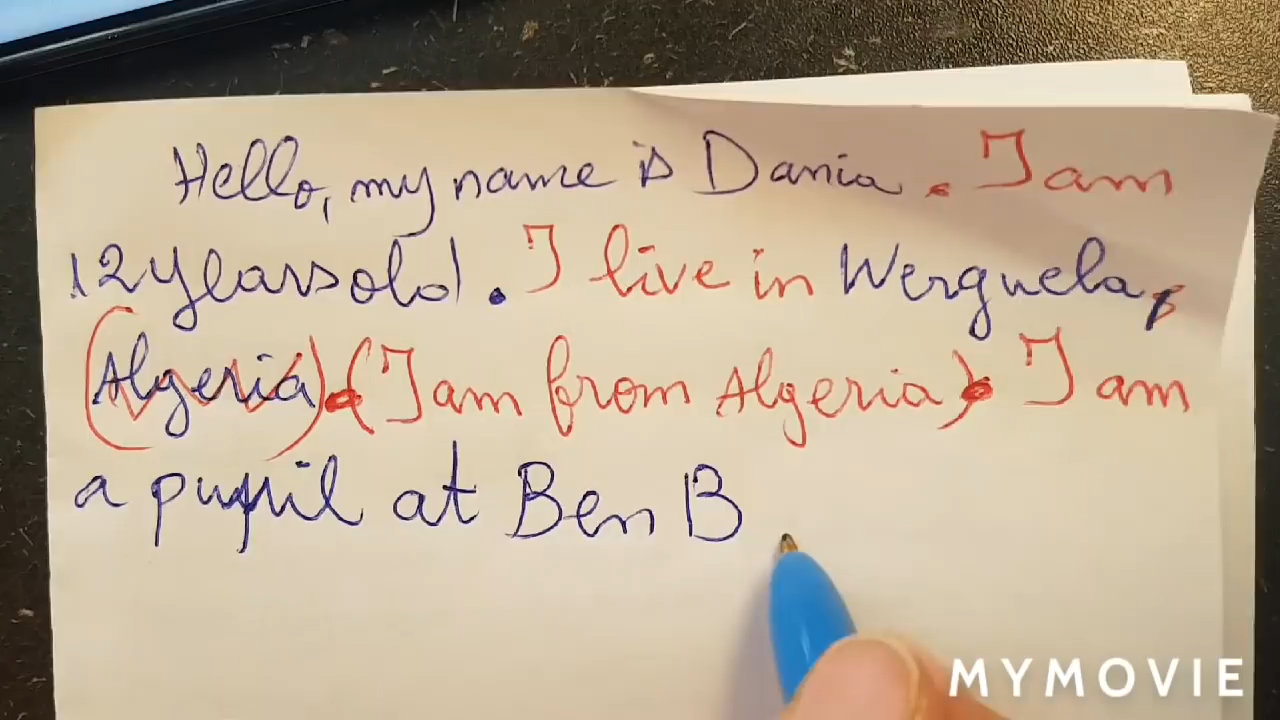 Hello, my name is Dania. I am
12 years old. I live in Werguela,
(Algeria). (I am from Algeria). I am
a pupil at Ben B
MYMOVIE